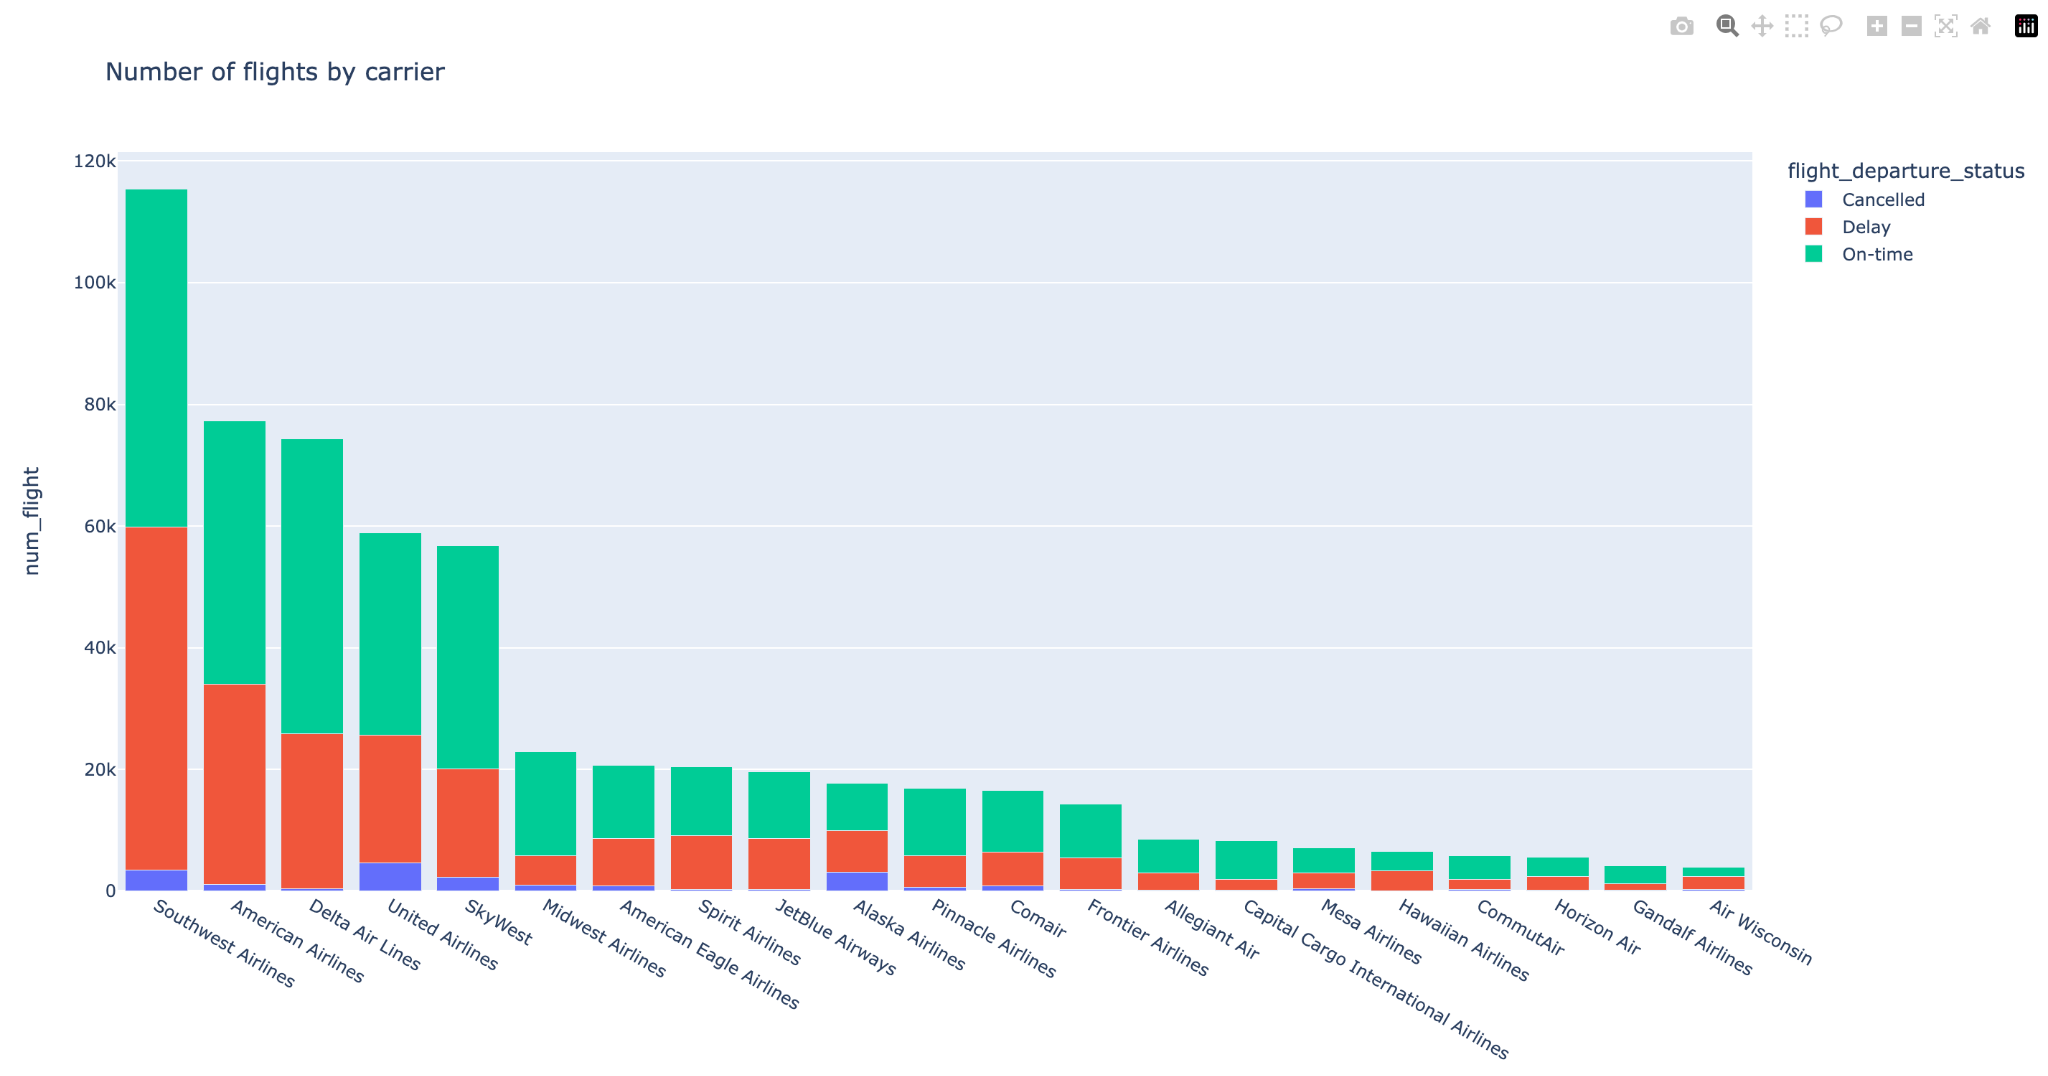 Number of flights by carrier
120k
100k
80k
60k
40k
20k
0
num_flight
Southwest Airlines
American Airlines
Delta Air Lines
United Airlines
SkyWest
Midwest Airlines
American Eagle Airlines
Spirit Airlines
JetBlue Airways
Alaska Airlines
Pinnacle Airlines
Comair
Frontier Airlines
Allegiant Air
Capital Cargo International Airlines
Mesa Airlines
Hawaiian Airlines
CommutAir
Horizon Air
Gandalf Airlines
Air Wisconsin
flight_departure_status
Cancelled
Delay
On-time